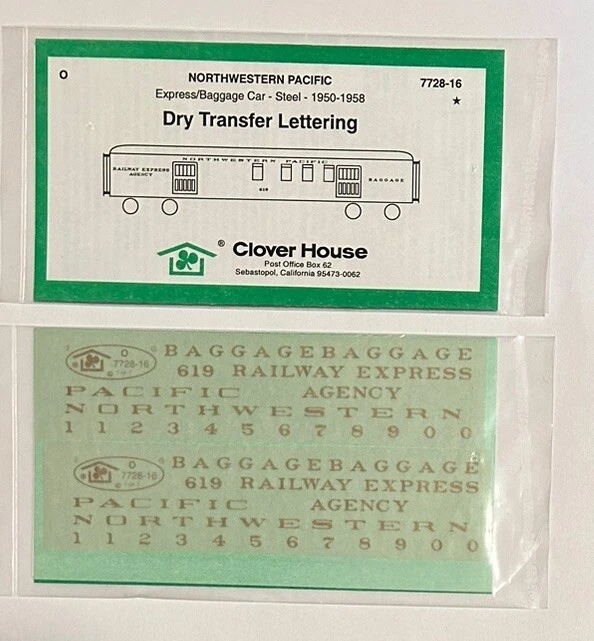 O NORTHWESTERN PACIFIC 7728-16
Express/Baggage Car - Steel - 1950-1958 ★
Dry Transfer Lettering
NORTHWESTERN PACIFIC
RAILWAY EXPRESS
AGENCY
BAGGAGE
619
® Clover House
Post Office Box 62
Sebastopol, California 95473-0062
O
7728-16
BAGGAGEBAGGAGE
619 RAILWAY EXPRESS
PACIFIC AGENCY
NORTHWESTERN
1 1 2 3 4 5 6 7 8 9 0 0
O
7728-16
BAGGAGEBAGGAGE
619 RAILWAY EXPRESS
PACIFIC AGENCY
NORTHWESTERN
1 1 2 3 4 5 6 7 8 9 0 0